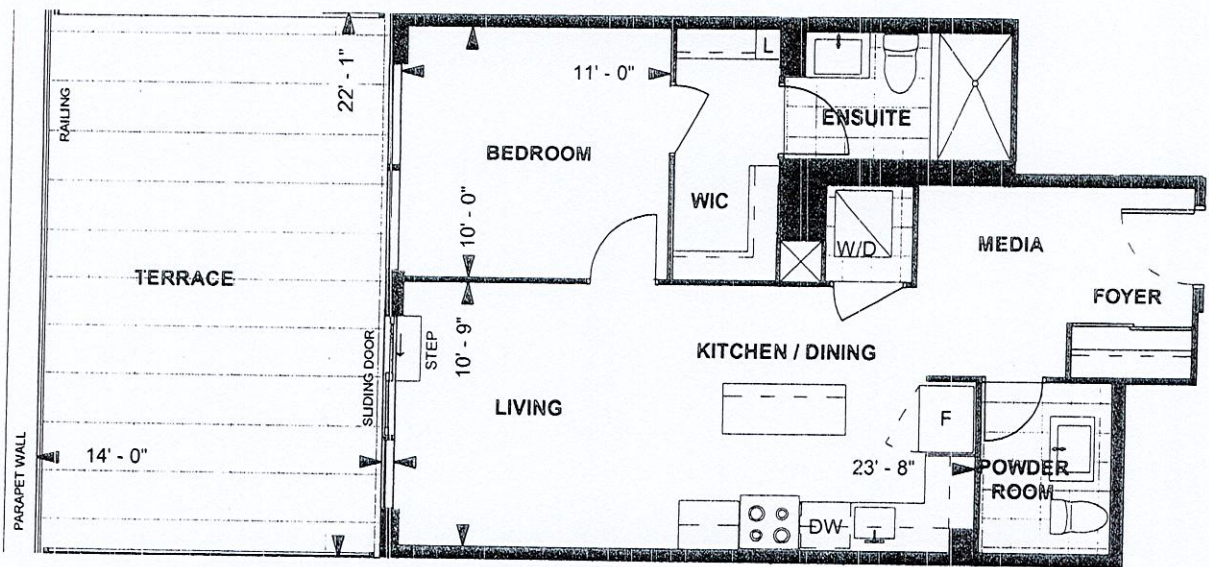 22' - 1"
RAILING
11' - 0"
L
ENSUITE
BEDROOM
WIC
10' - 0"
W/D
MEDIA
TERRACE
FOYER
SLIDING DOOR
STEP
10' - 9"
KITCHEN / DINING
LIVING
F
PARAPET WALL
14' - 0"
23' - 8"
POWDER
ROOM
DW